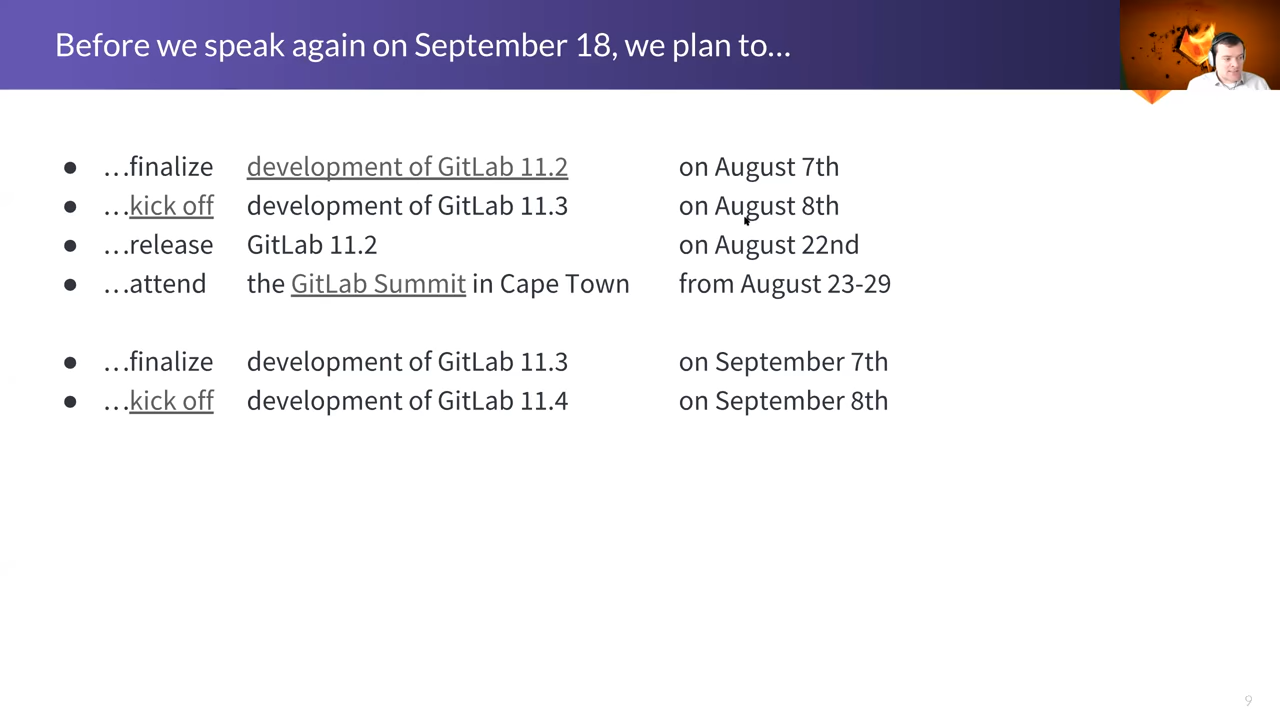 Before we speak again on September 18, we plan to...
● …finalize development of GitLab 11.2 on August 7th
● …kick off development of GitLab 11.3 on August 8th
● …release GitLab 11.2 on August 22nd
● …attend the GitLab Summit in Cape Town from August 23-29
● …finalize development of GitLab 11.3 on September 7th
● …kick off development of GitLab 11.4 on September 8th
9